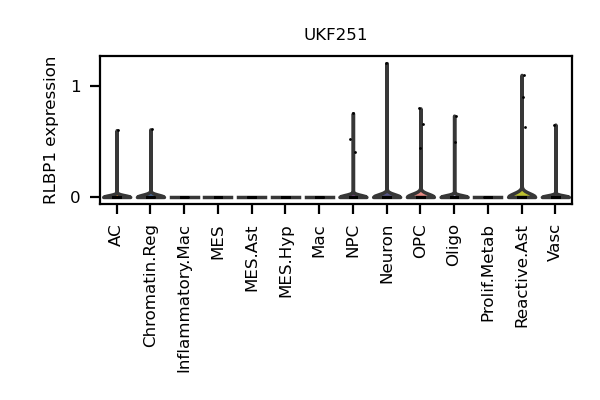 UKF251
RLBP1 expression
1
0
AC
Chromatin.Reg
Inflammatory.Mac
MES
MES.Ast
MES.Hyp
Mac
NPC
Neuron
OPC
Oligo
Prolif.Metab
Reactive.Ast
Vasc